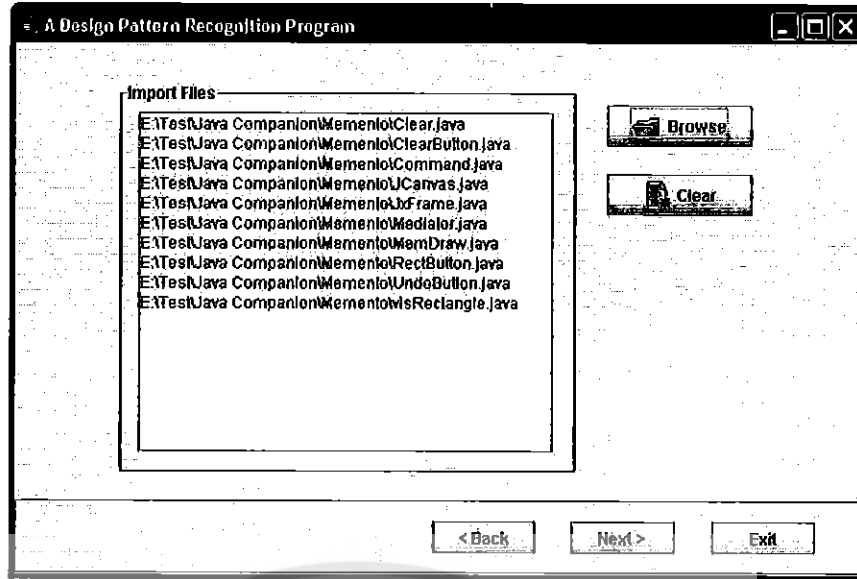 A Design Pattern Recognition Program
Import Files
E:\Test\Java Companion\Memento\Clear.java
E:\Test\Java Companion\Memento\ClearButton.java
E:\Test\Java Companion\Memento\Command.java
E:\Test\Java Companion\Memento\JCanvas.java
E:\Test\Java Companion\Memento\JxFrame.java
E:\Test\Java Companion\Memento\Mediator.java
E:\Test\Java Companion\Memento\MemDraw.java
E:\Test\Java Companion\Memento\RectButton.java
E:\Test\Java Companion\Memento\UndoButton.java
E:\Test\Java Companion\Memento\visRectangle.java
Browse
Clear
< Back
Next >
Exit